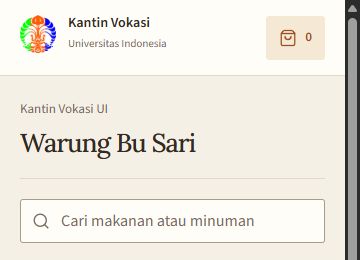 Kantin Vokasi
Universitas Indonesia
0
Kantin Vokasi UI
Warung Bu Sari
Cari makanan atau minuman